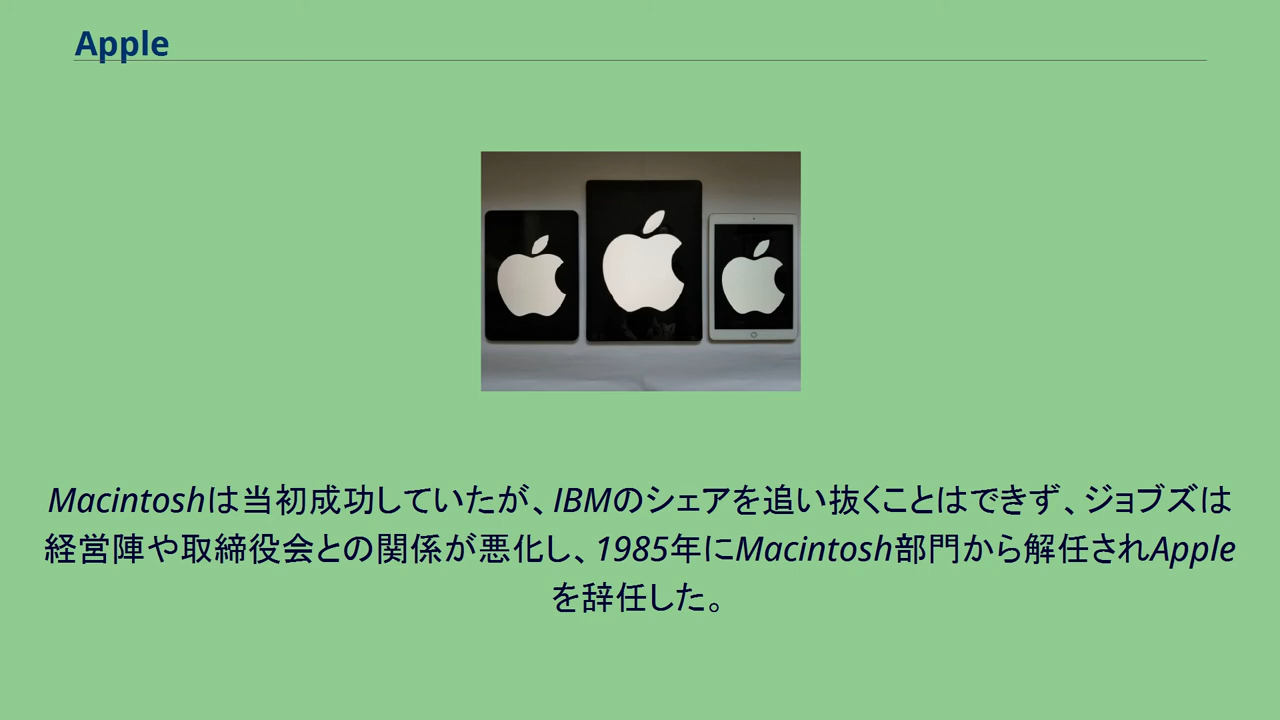 Apple
Macintoshは当初成功していたが、IBMのシェアを追い抜くことはできず、ジョブズは
経営陣や取締役会との関係が悪化し、1985年にMacintosh部門から解任されApple
を辞任した。